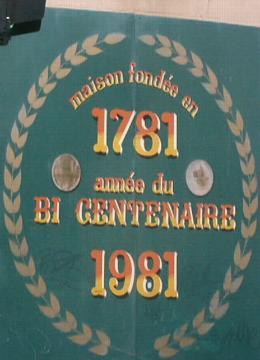 maison fondée en
1781
année du
BI CENTENAIRE
1981